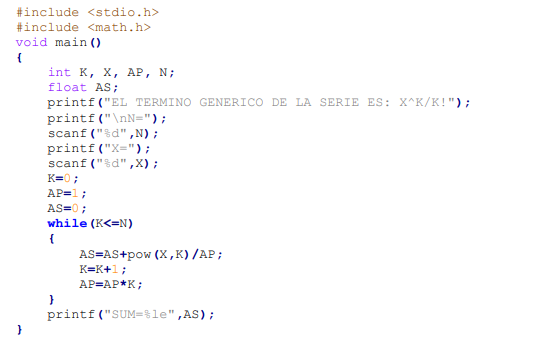 #include <stdio.h>
#include <math.h>
void main()
{
int K, X, AP, N;
float AS;
printf("EL TERMINO GENERICO DE LA SERIE ES: X^K/K!");
printf("\nN=");
scanf("%d",N);
printf("X=");
scanf("%d",X);
K=0;
AP=1;
AS=0;
while(K<=N)
{
AS=AS+pow(X,K)/AP;
K=K+1;
AP=AP*K;
}
printf("SUM=%le",AS);
}